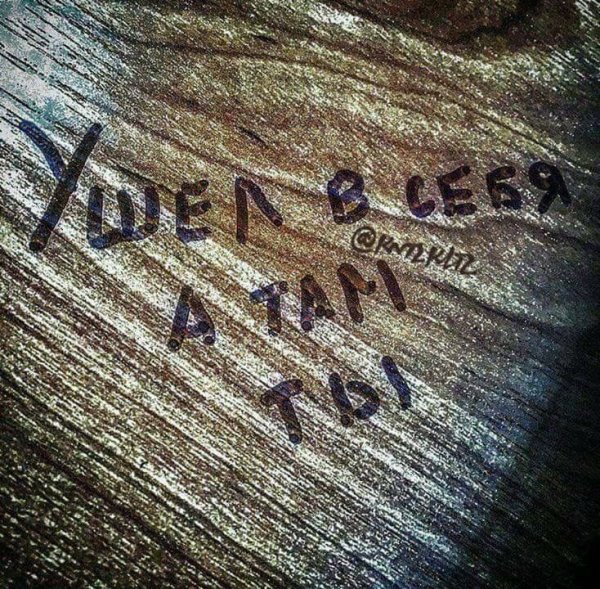 Ушел в себя
а там
ты